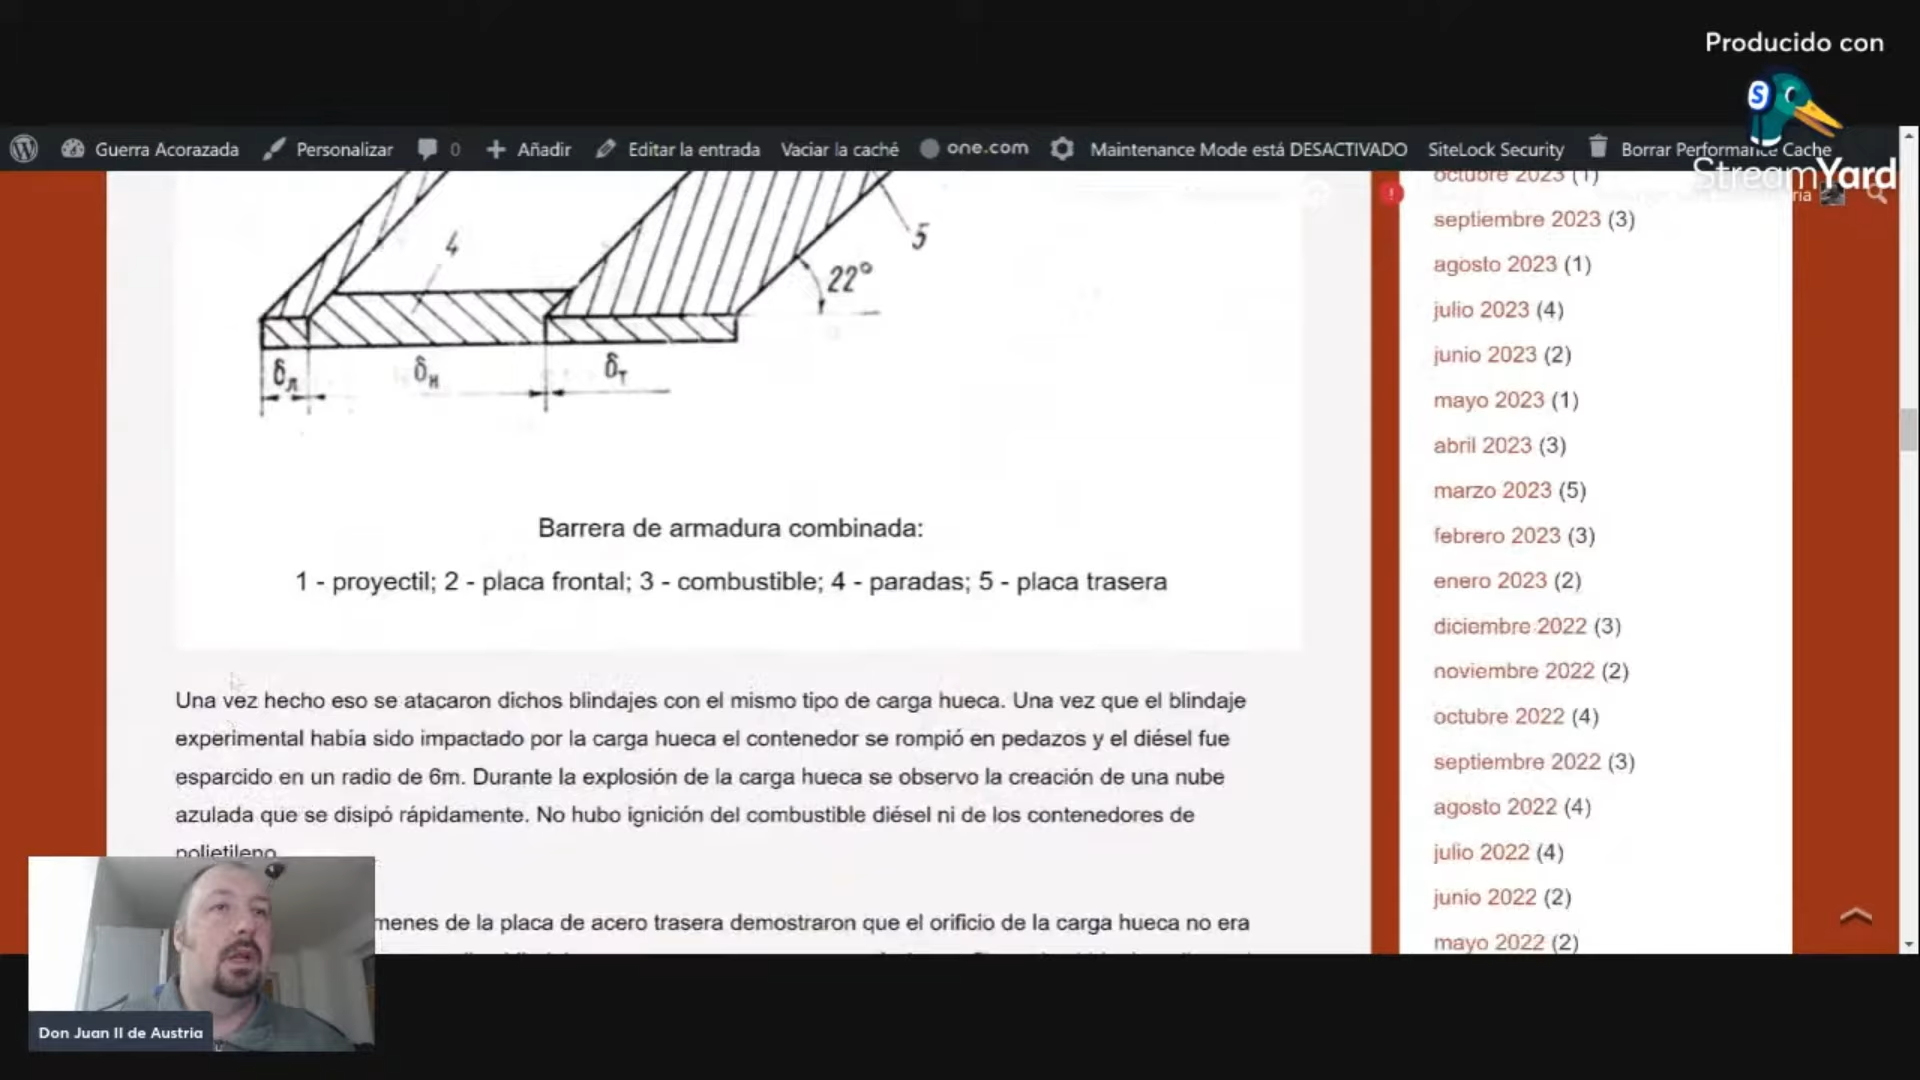 Producido con
StreamYard
Guerra Acorazada
Personalizar
0
Añadir
Editar la entrada
Vaciar la caché
one.com
Maintenance Mode está DESACTIVADO
SiteLock Security
Borrar Performance Cache
4
5
22°
δл
δн
δт
Barrera de armadura combinada:
1 - proyectil; 2 - placa frontal; 3 - combustible; 4 - paradas; 5 - placa trasera
Una vez hecho eso se atacaron dichos blindajes con el mismo tipo de carga hueca. Una vez que el blindaje
experimental había sido impactado por la carga hueca el contenedor se rompió en pedazos y el diésel fue
esparcido en un radio de 6m. Durante la explosión de la carga hueca se observo la creación de una nube
azulada que se disipó rápidamente. No hubo ignición del combustible diésel ni de los contenedores de
polietileno
menes de la placa de acero trasera demostraron que el orificio de la carga hueca no era
octubre 2023 (1)
septiembre 2023 (3)
agosto 2023 (1)
julio 2023 (4)
junio 2023 (2)
mayo 2023 (1)
abril 2023 (3)
marzo 2023 (5)
febrero 2023 (3)
enero 2023 (2)
diciembre 2022 (3)
noviembre 2022 (2)
octubre 2022 (4)
septiembre 2022 (3)
agosto 2022 (4)
julio 2022 (4)
junio 2022 (2)
mayo 2022 (2)
Don Juan II de Austria